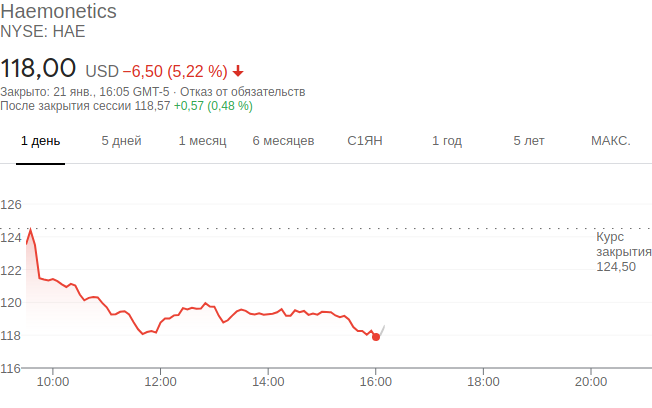 Haemonetics
NYSE: HAE
118,00 USD −6,50 (5,22 %)
Закрыто: 21 янв., 16:05 GMT-5 · Отказ от обязательств
После закрытия сессии 118,57 +0,57 (0,48 %)
1 день 5 дней 1 месяц 6 месяцев С1ЯН 1 год 5 лет МАКС.
126
124
122
120
118
116
Курс
закрытия
124,50
10:00 12:00 14:00 16:00 18:00 20:00